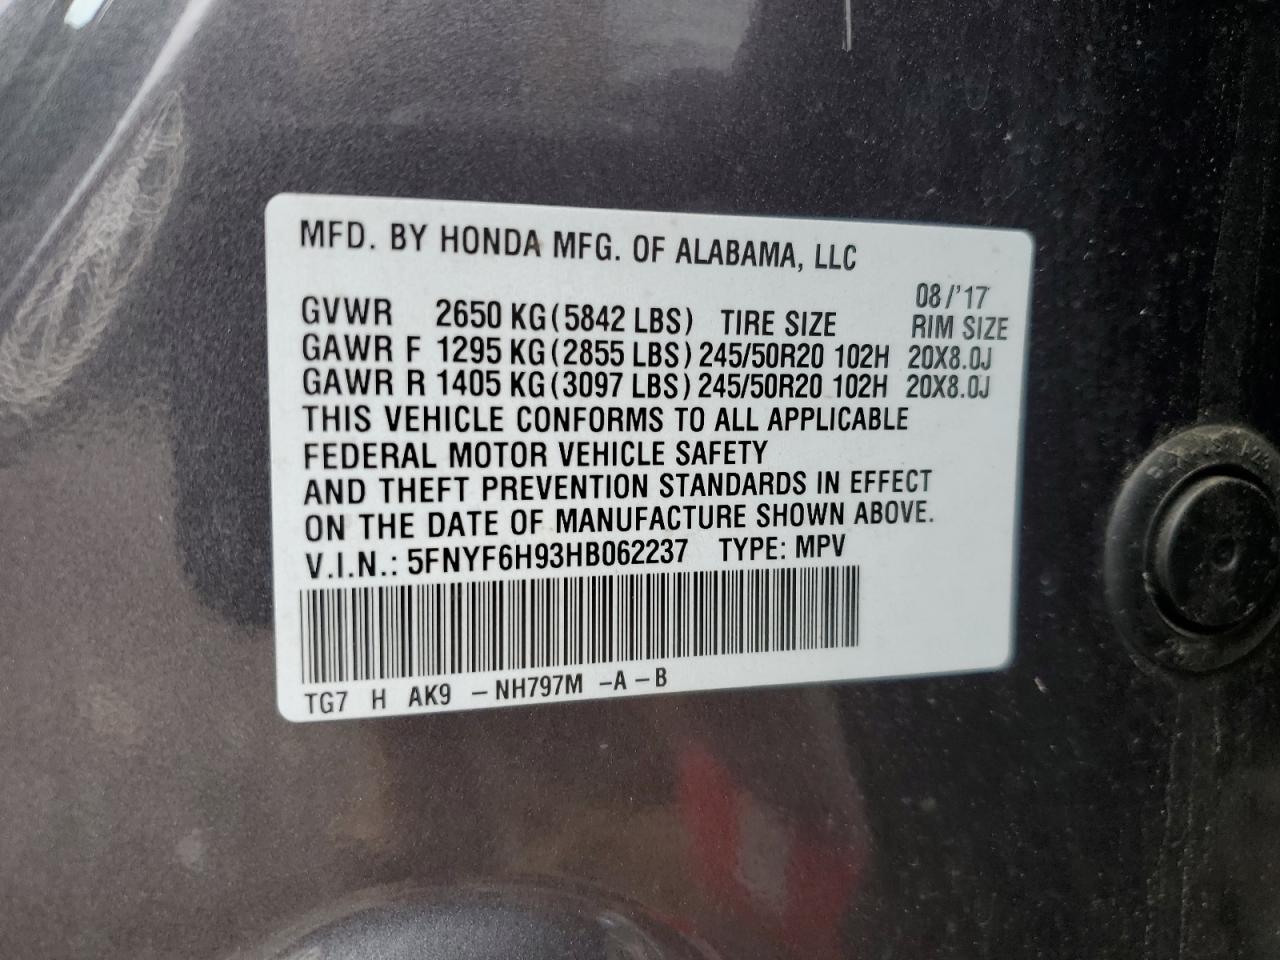 MFD. BY HONDA MFG. OF ALABAMA, LLC
08/'17
GVWR 2650 KG (5842 LBS) TIRE SIZE RIM SIZE
GAWR F 1295 KG (2855 LBS) 245/50R20 102H 20X8.0J
GAWR R 1405 KG (3097 LBS) 245/50R20 102H 20X8.0J
THIS VEHICLE CONFORMS TO ALL APPLICABLE
FEDERAL MOTOR VEHICLE SAFETY
AND THEFT PREVENTION STANDARDS IN EFFECT
ON THE DATE OF MANUFACTURE SHOWN ABOVE.
V.I.N.: 5FNYF6H93HB062237 TYPE: MPV
TG7 H AK9 -NH797M -A-B